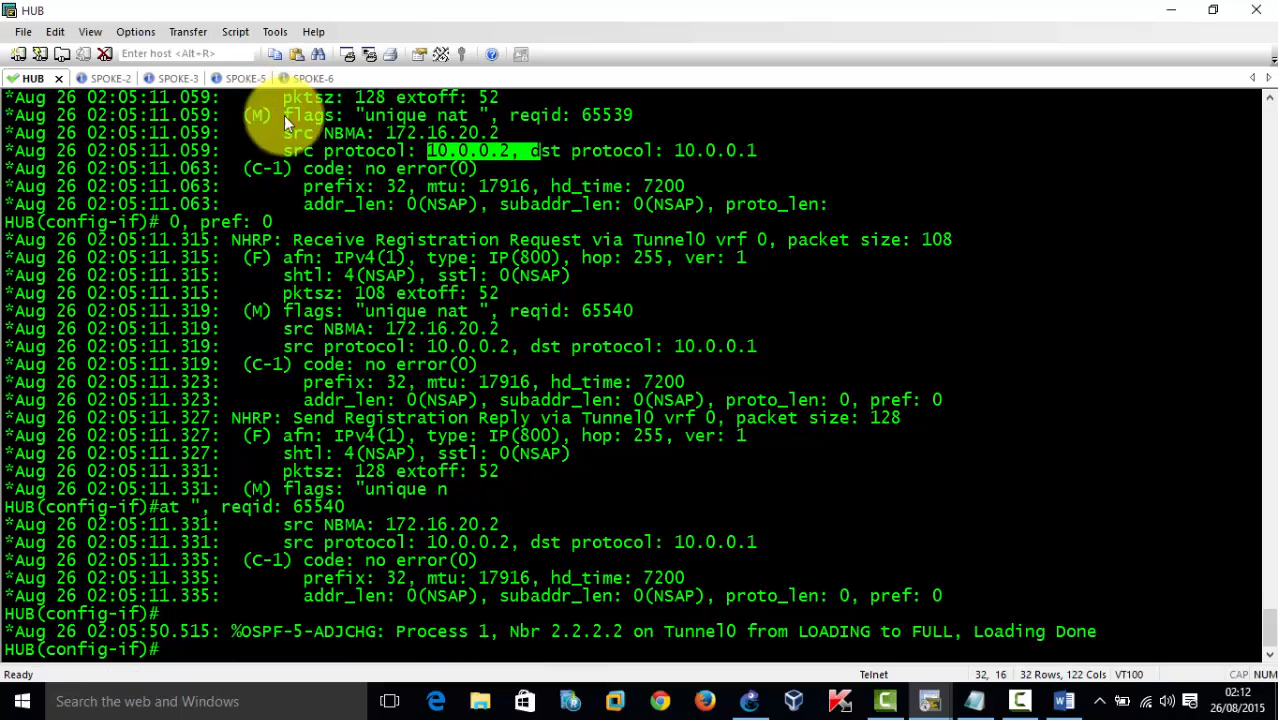 HUB
File Edit View Options Transfer Script Tools Help
Enter host <Alt+R>
HUB SPOKE-2 SPOKE-3 SPOKE-5 SPOKE-6
*Aug 26 02:05:11.059: pktsz: 128 extoff: 52
*Aug 26 02:05:11.059: (M) flags: "unique nat ", reqid: 65539
*Aug 26 02:05:11.059: src NBMA: 172.16.20.2
*Aug 26 02:05:11.059: src protocol: 10.0.0.2, dst protocol: 10.0.0.1
*Aug 26 02:05:11.063: (C-1) code: no error(0)
*Aug 26 02:05:11.063: prefix: 32, mtu: 17916, hd_time: 7200
*Aug 26 02:05:11.063: addr_len: 0(NSAP), subaddr_len: 0(NSAP), proto_len:
HUB(config-if)# 0, pref: 0
*Aug 26 02:05:11.315: NHRP: Receive Registration Request via Tunnel0 vrf 0, packet size: 108
*Aug 26 02:05:11.315: (F) afn: IPv4(1), type: IP(800), hop: 255, ver: 1
*Aug 26 02:05:11.315: shtl: 4(NSAP), sstl: 0(NSAP)
*Aug 26 02:05:11.315: pktsz: 108 extoff: 52
*Aug 26 02:05:11.319: (M) flags: "unique nat ", reqid: 65540
*Aug 26 02:05:11.319: src NBMA: 172.16.20.2
*Aug 26 02:05:11.319: src protocol: 10.0.0.2, dst protocol: 10.0.0.1
*Aug 26 02:05:11.319: (C-1) code: no error(0)
*Aug 26 02:05:11.323: prefix: 32, mtu: 17916, hd_time: 7200
*Aug 26 02:05:11.323: addr_len: 0(NSAP), subaddr_len: 0(NSAP), proto_len: 0, pref: 0
*Aug 26 02:05:11.327: NHRP: Send Registration Reply via Tunnel0 vrf 0, packet size: 128
*Aug 26 02:05:11.327: (F) afn: IPv4(1), type: IP(800), hop: 255, ver: 1
*Aug 26 02:05:11.327: shtl: 4(NSAP), sstl: 0(NSAP)
*Aug 26 02:05:11.331: pktsz: 128 extoff: 52
*Aug 26 02:05:11.331: (M) flags: "unique n
HUB(config-if)#at ", reqid: 65540
*Aug 26 02:05:11.331: src NBMA: 172.16.20.2
*Aug 26 02:05:11.331: src protocol: 10.0.0.2, dst protocol: 10.0.0.1
*Aug 26 02:05:11.335: (C-1) code: no error(0)
*Aug 26 02:05:11.335: prefix: 32, mtu: 17916, hd_time: 7200
*Aug 26 02:05:11.335: addr_len: 0(NSAP), subaddr_len: 0(NSAP), proto_len: 0, pref: 0
HUB(config-if)#
*Aug 26 02:05:50.515: %OSPF-5-ADJCHG: Process 1, Nbr 2.2.2.2 on Tunnel0 from LOADING to FULL, Loading Done
HUB(config-if)#
Ready Telnet 32, 16 32 Rows, 122 Cols VT100 CAP NUM
Search the web and Windows
02:12
26/08/2015